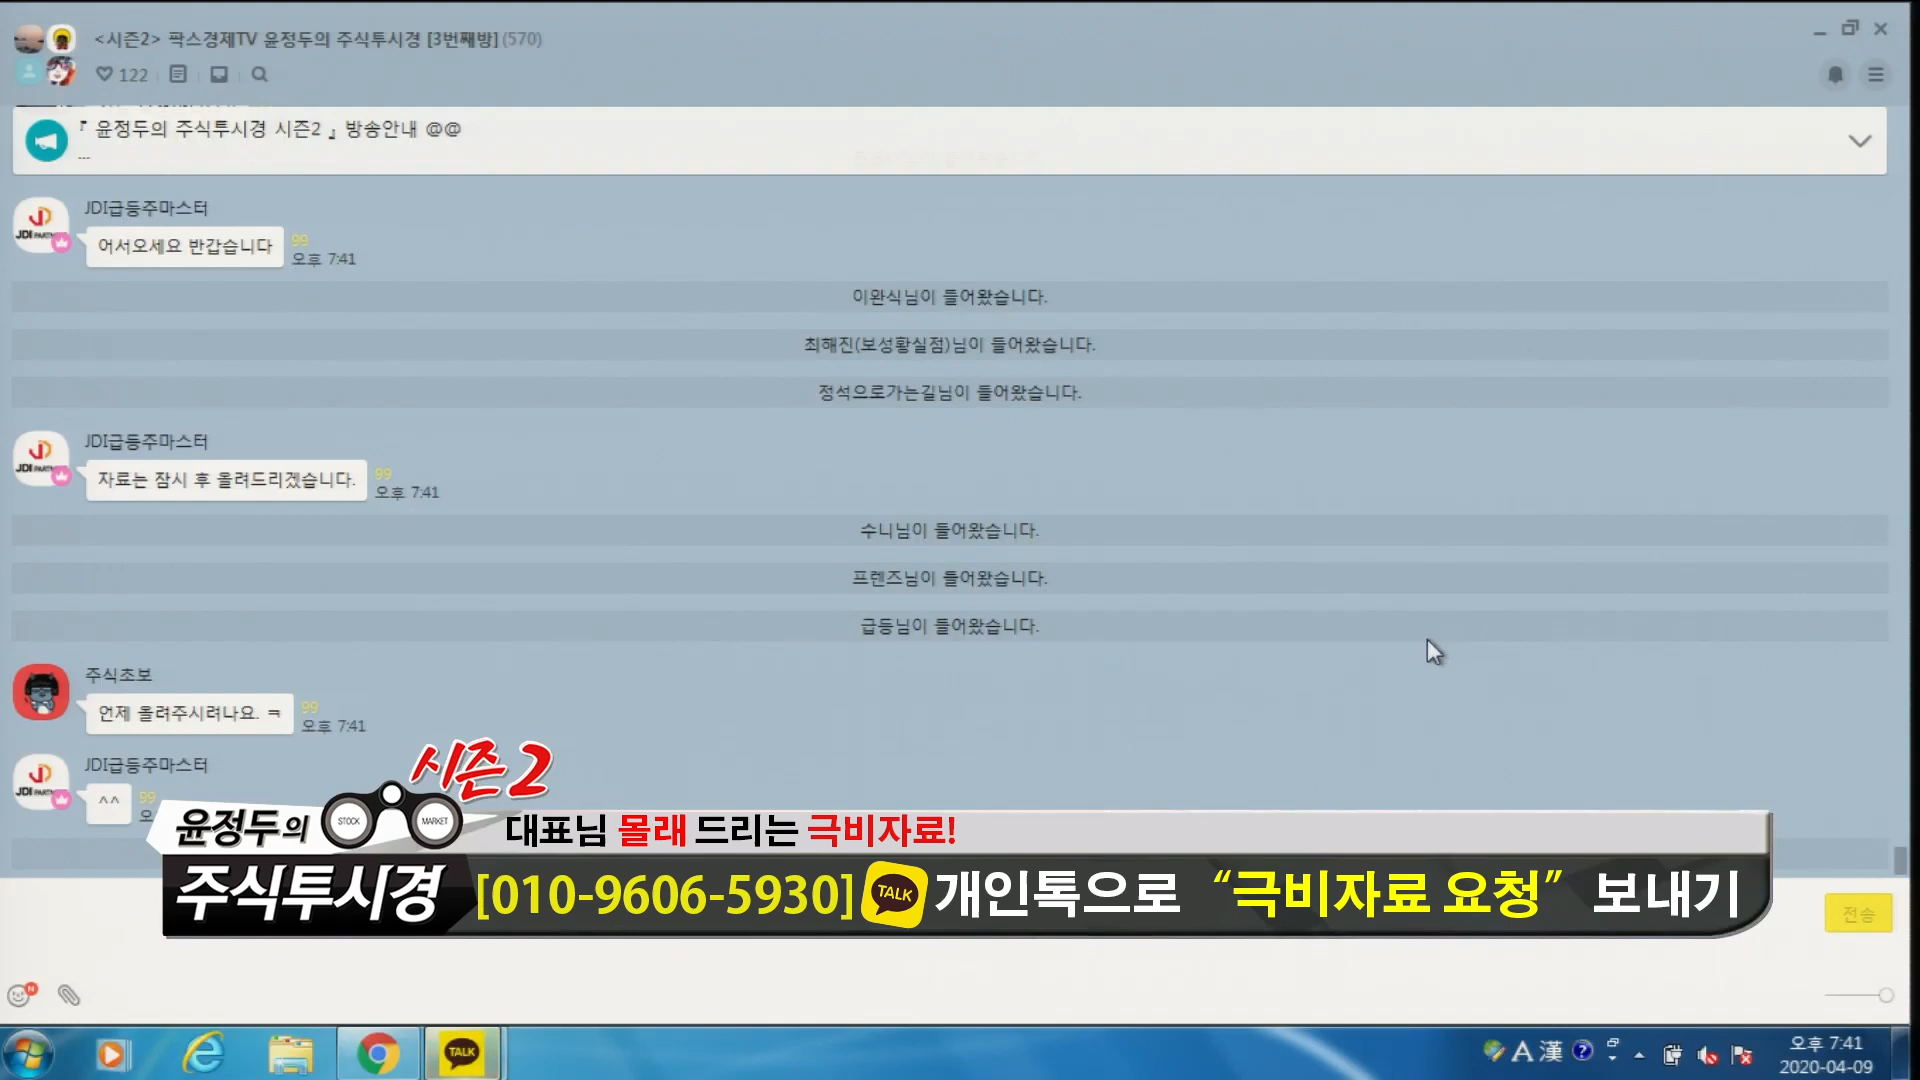 <시즌2> 팍스경제TV 윤정두의 주식투시경 [3번째방] (570)
122
『 윤정두의 주식투시경 시즌2 』 방송안내 @@
...
JDI급등주마스터
어서오세요 반갑습니다
99
오후 7:41
이완식님이 들어왔습니다.
최해진(보성황실점)님이 들어왔습니다.
정석으로가는길님이 들어왔습니다.
JDI급등주마스터
자료는 잠시 후 올려드리겠습니다.
99
오후 7:41
수니님이 들어왔습니다.
프렌즈님이 들어왔습니다.
급등님이 들어왔습니다.
주식초보
언제 올려주시려나요. ㅋ
99
오후 7:41
JDI급등주마스터
^^
99
시즌2
윤정두의
STOCK MARKET
주식투시경
대표님 몰래 드리는 극비자료!
[010-9606-5930] TALK 개인톡으로 “극비자료 요청” 보내기
전송
N
TALK
A 漢
오후 7:41
2020-04-09